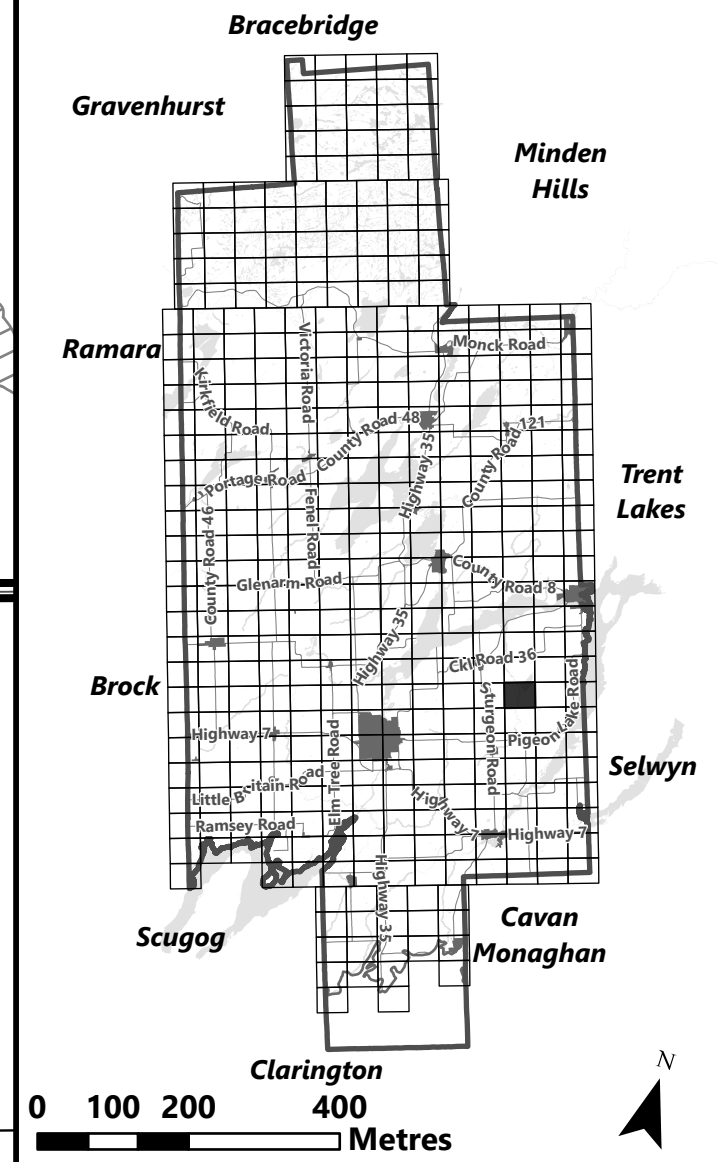 Bracebridge
Gravenhurst
Minden
Hills
Ramara
Monck Road
Victoria Road
Kirkfield Road
County Road 48
121
County Road
Highway 35
Trent
Lakes
Portage Road
Fenel Road
County Road 46
Glenarm Road
County Road 8
Highway 35
Ckl Road 36
Brock
Sturgeon Road
Pigeon Lake Road
Highway 7
Elm Tree Road
Selwyn
Little Britain Road
Highway 7
Ramsey Road
Highway 7
Highway 35
Scugog
Cavan
Monaghan
Clarington
N
0 100 200 400
Metres